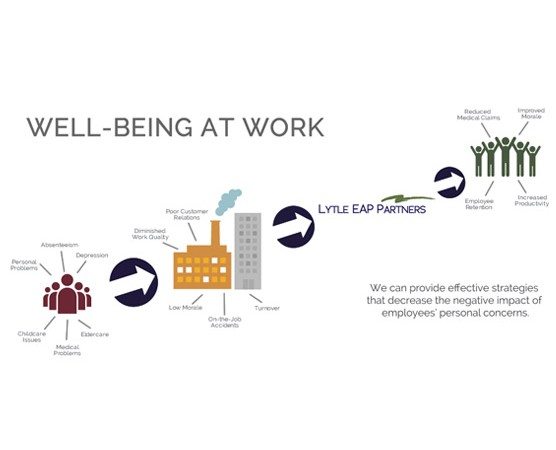 WELL-BEING AT WORK
Absenteeism
Personal
Problems
Depression
Childcare
Issues
Medical
Problems
Eldercare
Poor Customer
Relations
Diminished
Work Quality
Low Morale
On-the-Job
Accidents
Turnover
LYTLE EAP PARTNERS
Reduced
Medical Claims
Improved
Morale
Employee
Retention
Increased
Productivity
We can provide effective strategies
that decrease the negative impact of
employees' personal concerns.